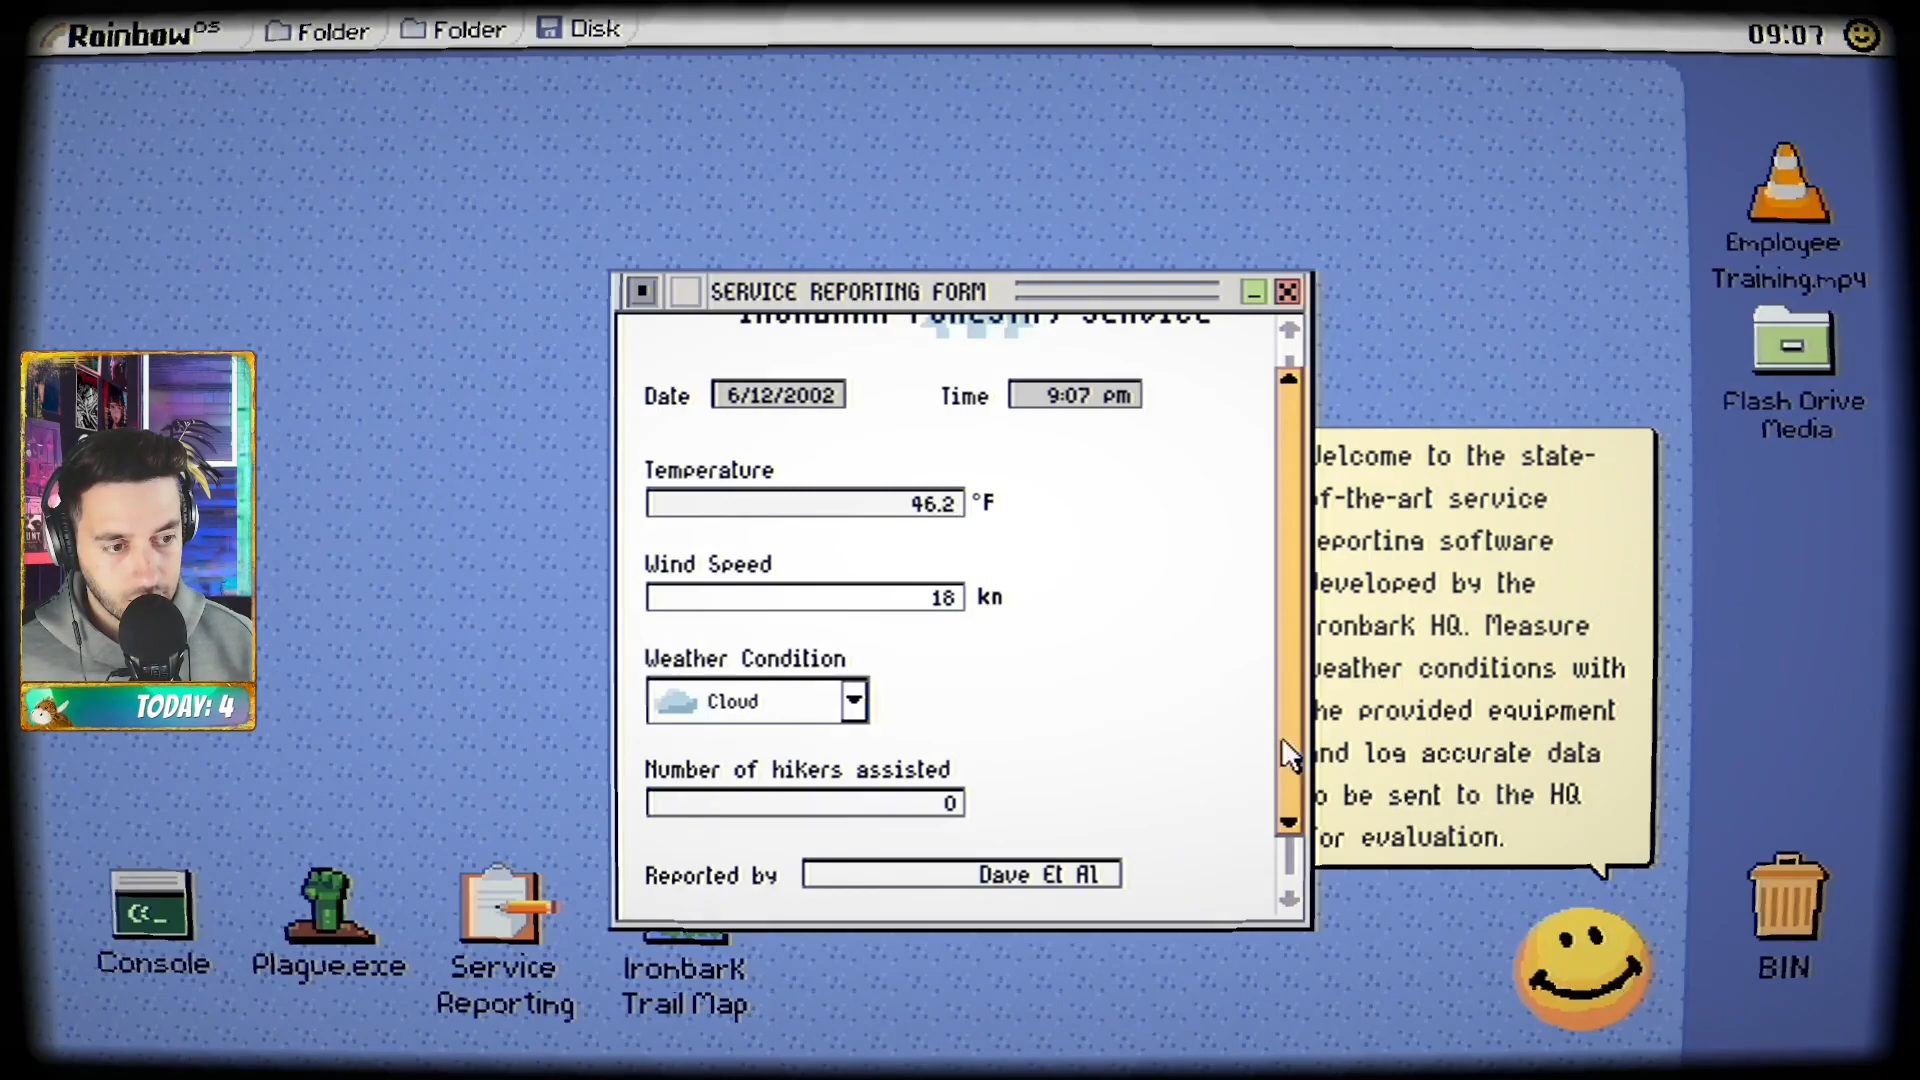 Rainbow OS
Folder
Folder
Disk
09:07
Employee
Training.mp4
Flash Drive
Media
SERVICE REPORTING FORM
Date 6/12/2002 Time 9:07 pm
Temperature
46.2 °F
Wind Speed
18 kn
Weather Condition
Cloud
Number of hikers assisted
0
Reported by Dave Et Al
elcome to the state-
of-the-art service
eporting software
eveloped by the
ronbark HQ. Measure
eather conditions with
he provided equipment
nd log accurate data
o be sent to the HQ
or evaluation.
TODAY: 4
Console
Plague.exe
Service
Reporting
Ironbark
Trail Map
BIN